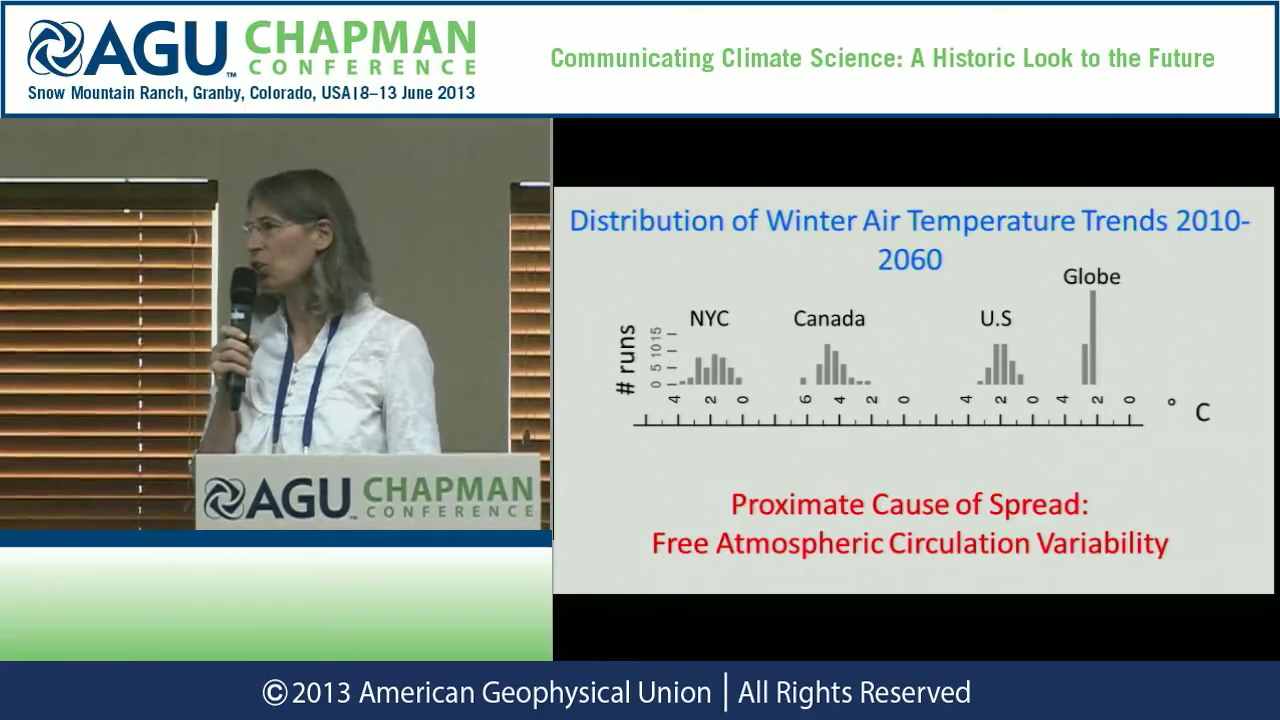 AGU CHAPMAN
™ CONFERENCE
Snow Mountain Ranch, Granby, Colorado, USA|8–13 June 2013
Communicating Climate Science: A Historic Look to the Future
Distribution of Winter Air Temperature Trends 2010-
2060
Globe
NYC Canada U.S
# runs
0 5 10 15
4 2 0 6 4 2 0 4 2 0 4 2 0 ° C
Proximate Cause of Spread:
Free Atmospheric Circulation Variability
AGU CHAPMAN
™ CONFERENCE
©2013 American Geophysical Union | All Rights Reserved